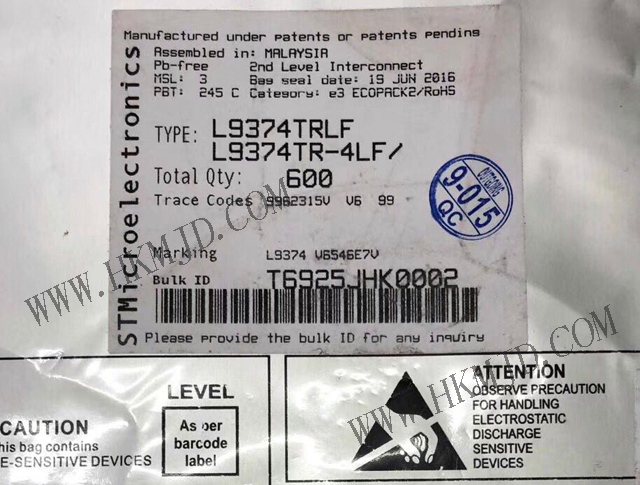 Manufactured under patents or patents pending
Assembled in: MALAYSIA
Pb-free 2nd Level Interconnect
MSL: 3 Bag seal date: 19 JUN 2016
PBT: 245 C Category: e3 ECOPACK2/RoHS
STMicroelectronics
TYPE: L9374TRLF
L9374TR-4LF/
Total Qty: 600
Trace Codes V6 99
9-015
QC
Marking L9374 V6546E7V
Bulk ID T6925JHK0002
Please provide the bulk ID for any inquiry
WWW.HKMJD.COM
WWW.HKMJD.COM
CAUTION
his bag contains
E-SENSITIVE DEVICES
LEVEL
As per
barcode
label
ATTENTION
OBSERVE PRECAUTION
FOR HANDLING
ELECTROSTATIC
DISCHARGE
SENSITIVE
DEVICES